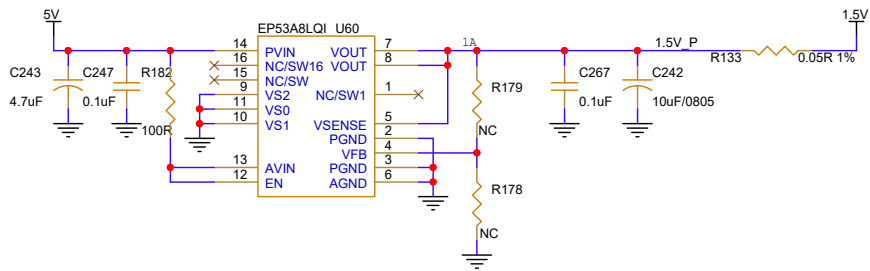 5V
EP53A8LQI U60
1.5V
14 PVIN VOUT 7
1A
1.5V_P
16 NC/SW16 VOUT 8
R133 0.05R 1%
15 NC/SW
C243 C247 R182
9 VS2 NC/SW1 1
R179
C267 C242
4.7uF 0.1uF
0.1uF 10uF/0805
11 VS0
10 VS1 VSENSE 5
100R
PGND 2
NC
VFB 4
13 AVIN PGND 3
12 EN AGND 6
R178
NC